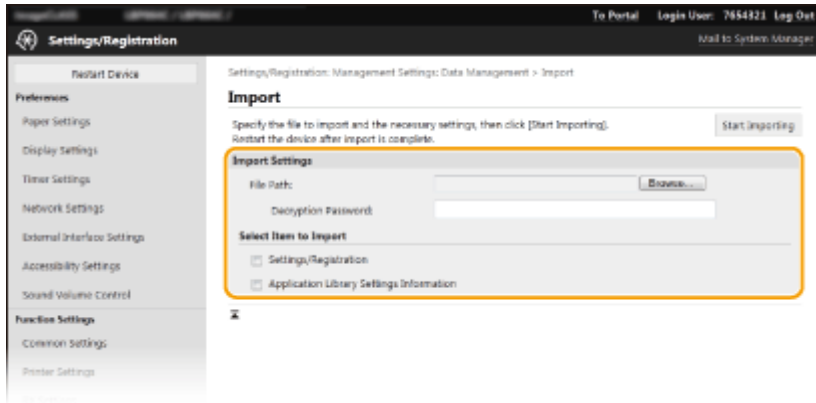 To Portal Login User: 7654321 Log Out
Settings/Registration
Mail to System Manager
Restart Device
Preferences
Paper Settings
Display Settings
Timer Settings
Network Settings
External Interface Settings
Accessibility Settings
Sound Volume Control
Function Settings
Common Settings
Printer Settings
Settings/Registration: Management Settings: Data Management > Import
Import
Specify the file to import and the necessary settings, then click [Start Importing].
Restart the device after import is complete.
Start Importing
Import Settings
File Path:
Browse...
Decryption Password:
Select Item to Import
Settings/Registration
Application Library Settings Information